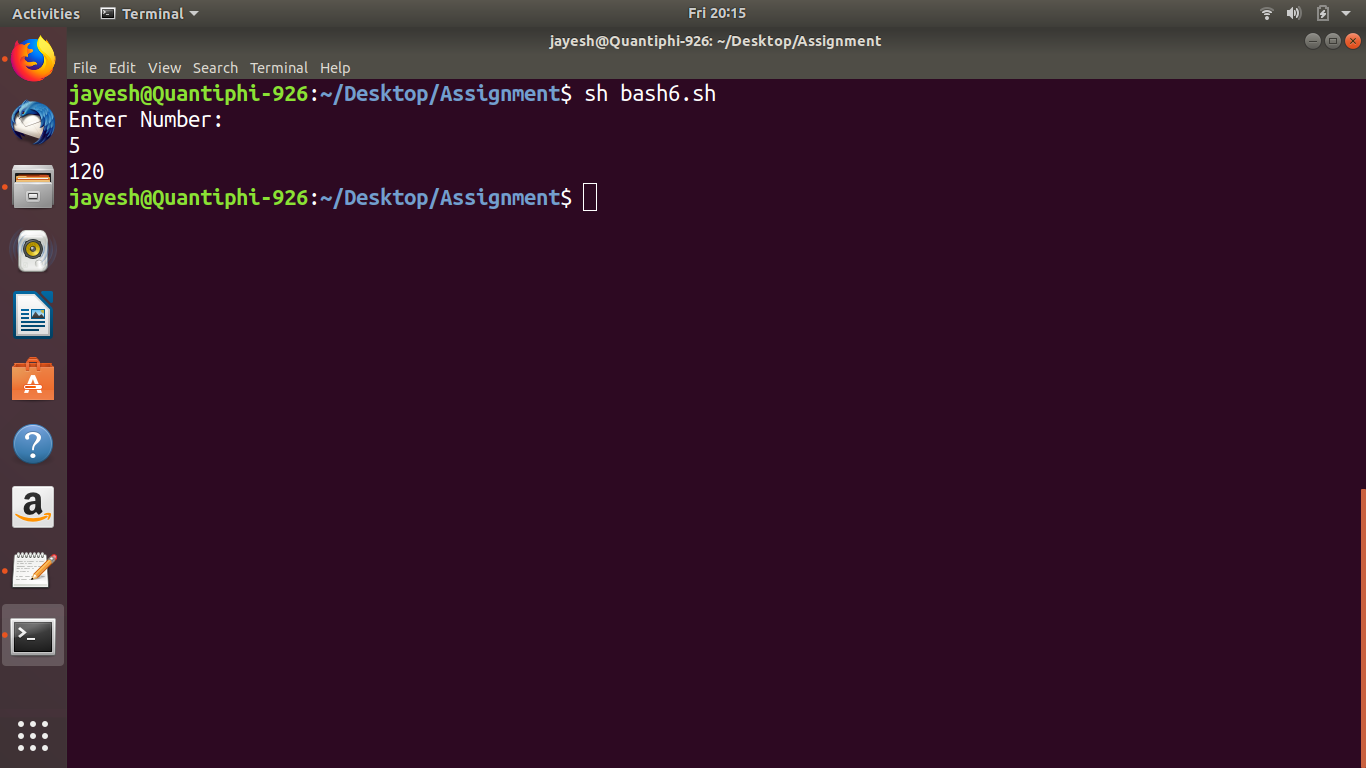 Activities Terminal Fri 20:15
jayesh@Quantiphi-926: ~/Desktop/Assignment
File Edit View Search Terminal Help
jayesh@Quantiphi-926:~/Desktop/Assignment$ sh bash6.sh
Enter Number:
5
120
jayesh@Quantiphi-926:~/Desktop/Assignment$